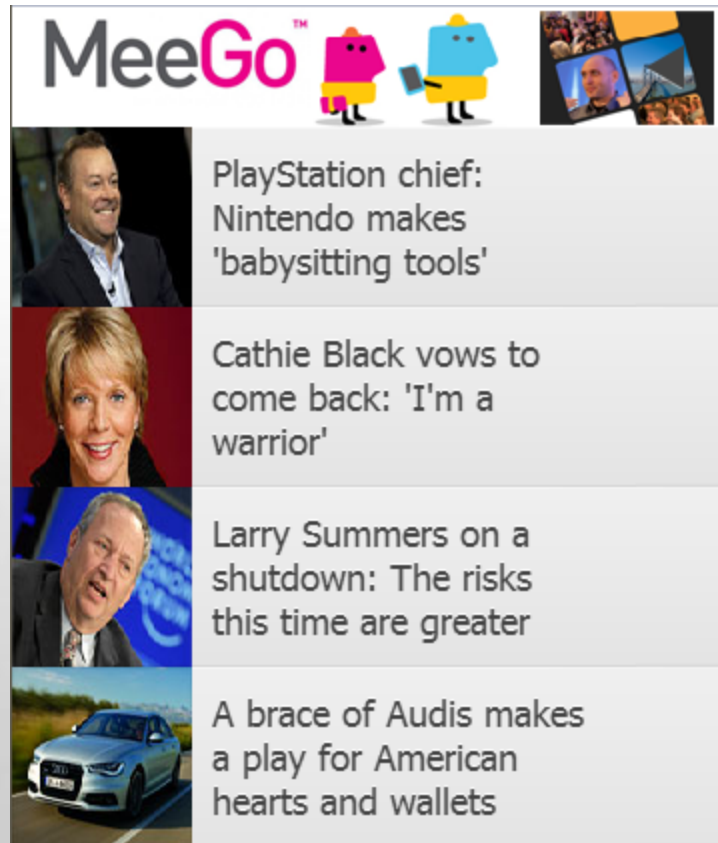 MeeGo™
PlayStation chief:
Nintendo makes
'babysitting tools'
Cathie Black vows to
come back: 'I'm a
warrior'
Larry Summers on a
shutdown: The risks
this time are greater
A brace of Audis makes
a play for American
hearts and wallets